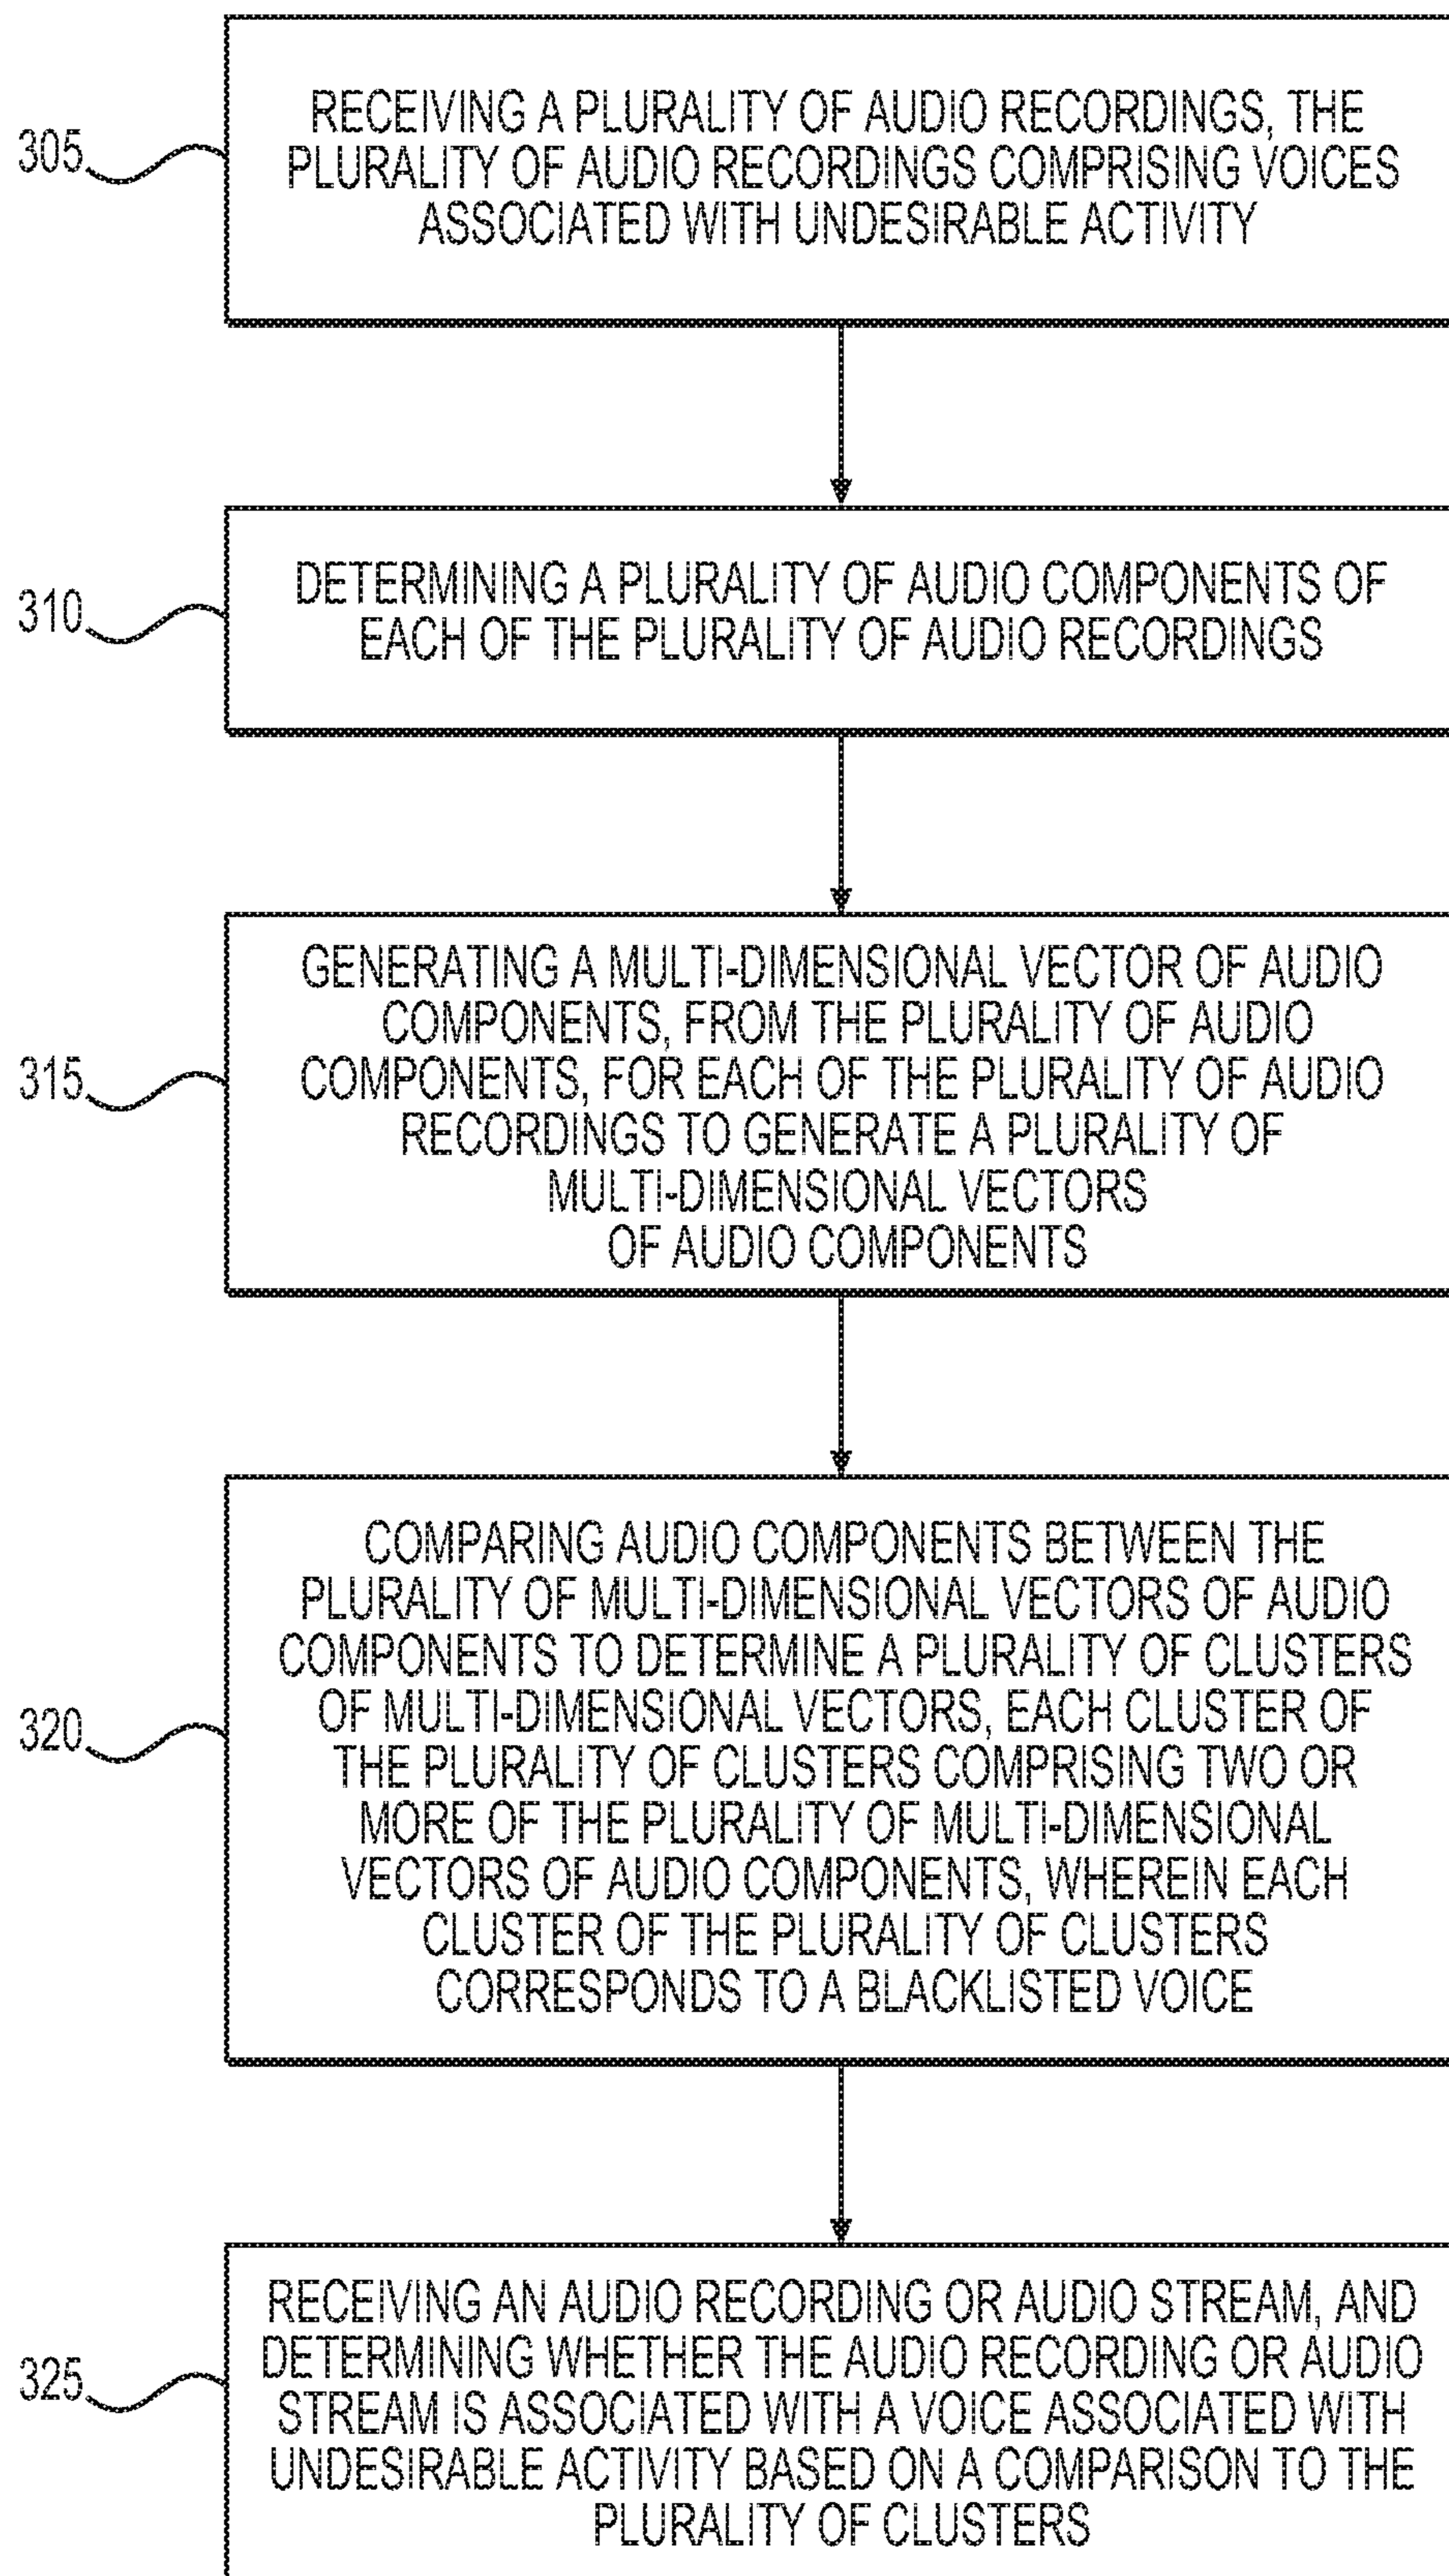 305
RECEIVING A PLURALITY OF AUDIO RECORDINGS, THE
PLURALITY OF AUDIO RECORDINGS COMPRISING VOICES
ASSOCIATED WITH UNDESIRABLE ACTIVITY
310
DETERMINING A PLURALITY OF AUDIO COMPONENTS OF
EACH OF THE PLURALITY OF AUDIO RECORDINGS
315
GENERATING A MULTI-DIMENSIONAL VECTOR OF AUDIO
COMPONENTS, FROM THE PLURALITY OF AUDIO
COMPONENTS, FOR EACH OF THE PLURALITY OF AUDIO
RECORDINGS TO GENERATE A PLURALITY OF
MULTI-DIMENSIONAL VECTORS
OF AUDIO COMPONENTS
320
COMPARING AUDIO COMPONENTS BETWEEN THE
PLURALITY OF MULTI-DIMENSIONAL VECTORS OF AUDIO
COMPONENTS TO DETERMINE A PLURALITY OF CLUSTERS
OF MULTI-DIMENSIONAL VECTORS, EACH CLUSTER OF
THE PLURALITY OF CLUSTERS COMPRISING TWO OR
MORE OF THE PLURALITY OF MULTI-DIMENSIONAL
VECTORS OF AUDIO COMPONENTS, WHEREIN EACH
CLUSTER OF THE PLURALITY OF CLUSTERS
CORRESPONDS TO A BLACKLISTED VOICE
325
RECEIVING AN AUDIO RECORDING OR AUDIO STREAM, AND
DETERMINING WHETHER THE AUDIO RECORDING OR AUDIO
STREAM IS ASSOCIATED WITH A VOICE ASSOCIATED WITH
UNDESIRABLE ACTIVITY BASED ON A COMPARISON TO THE
PLURALITY OF CLUSTERS